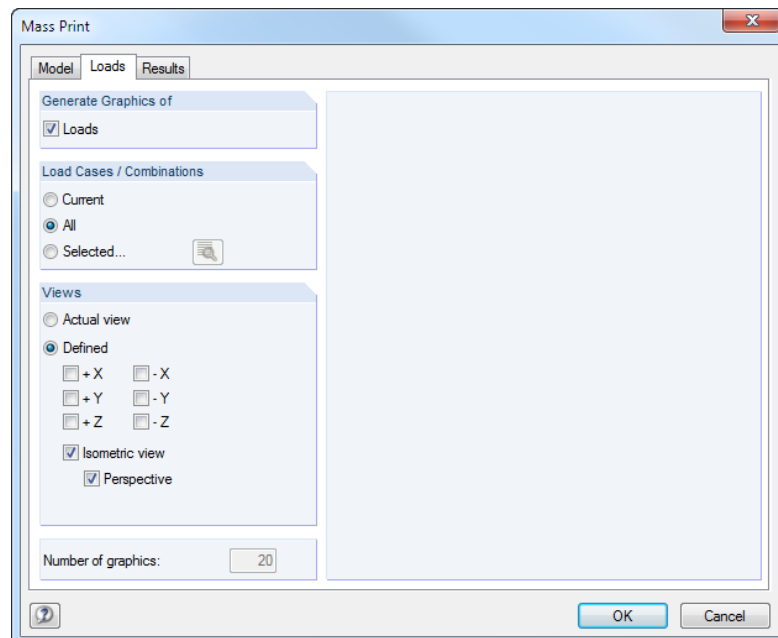 Mass Print
Model Loads Results
Generate Graphics of
Loads
Load Cases / Combinations
Current
All
Selected...
Views
Actual view
Defined
+ X - X
+ Y - Y
+ Z - Z
Isometric view
Perspective
Number of graphics: 20
OK Cancel